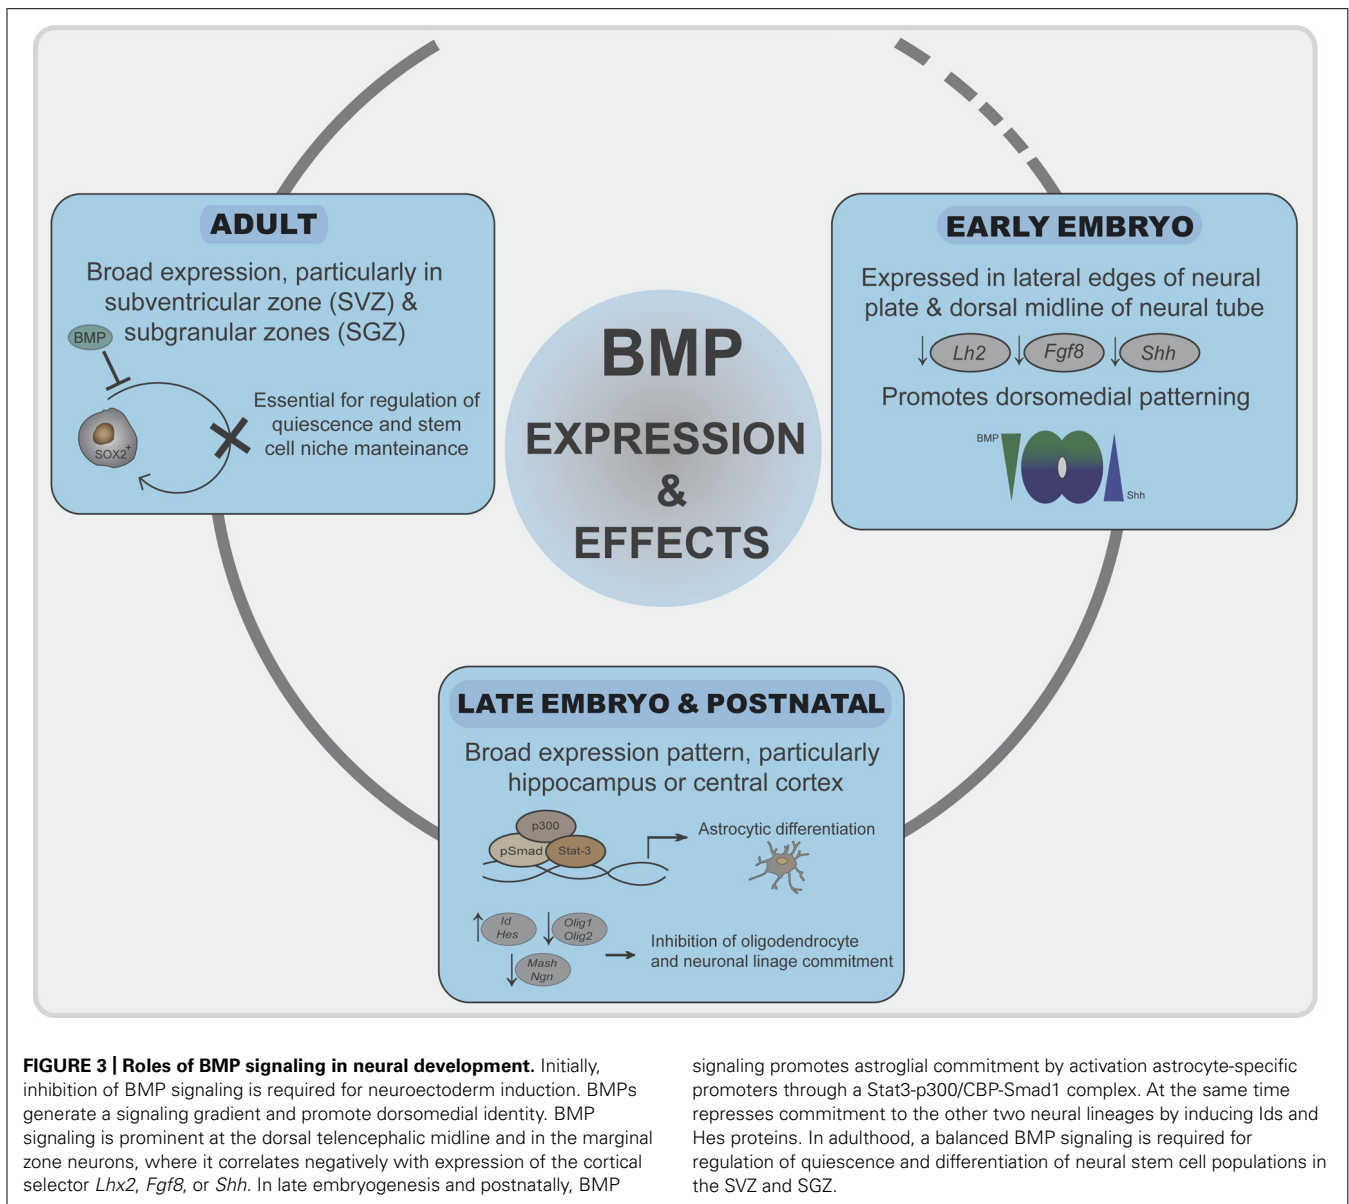 ADULT
Broad expression, particularly in
subventricular zone (SVZ) &
subgranular zones (SGZ)
BMP
SOX2+
Essential for regulation of
quiescence and stem
cell niche manteinance
BMP
EXPRESSION
&
EFFECTS
EARLY EMBRYO
Expressed in lateral edges of neural
plate & dorsal midline of neural tube
↓ Lh2 ↓ Fgf8 ↓ Shh
Promotes dorsomedial patterning
BMP
Shh
LATE EMBRYO & POSTNATAL
Broad expression pattern, particularly
hippocampus or central cortex
p300
pSmad Stat-3
Astrocytic differentiation
Id
Hes
Olig1
Olig2
Mash
Ngn
Inhibition of oligodendrocyte
and neuronal linage commitment
FIGURE 3 | Roles of BMP signaling in neural development. Initially,
inhibition of BMP signaling is required for neuroectoderm induction. BMPs
generate a signaling gradient and promote dorsomedial identity. BMP
signaling is prominent at the dorsal telencephalic midline and in the marginal
zone neurons, where it correlates negatively with expression of the cortical
selector Lhx2, Fgf8, or Shh. In late embryogenesis and postnatally, BMP
signaling promotes astroglial commitment by activation astrocyte-specific
promoters through a Stat3-p300/CBP-Smad1 complex. At the same time
represses commitment to the other two neural lineages by inducing Ids and
Hes proteins. In adulthood, a balanced BMP signaling is required for
regulation of quiescence and differentiation of neural stem cell populations in
the SVZ and SGZ.